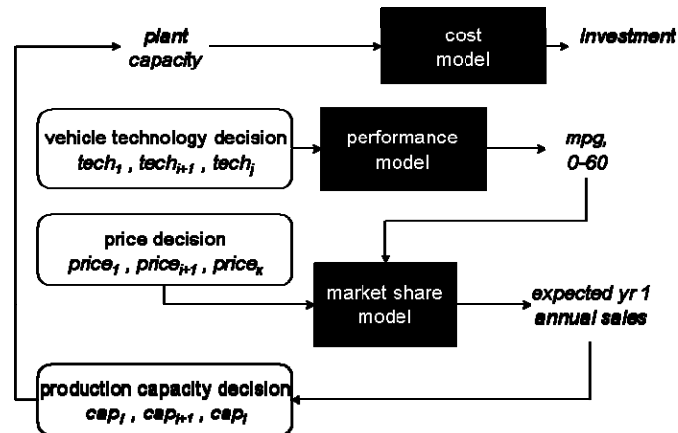 plant
capacity
cost
model
investment
vehicle technology decision
tech₁ , techᵢ₊₁ , techⱼ
performance
model
mpg,
0-60
price decision
price₁ , priceᵢ₊₁ , priceₖ
market share
model
expected yr 1
annual sales
production capacity decision
capᵢ , capᵢ₊₁ , capₗ